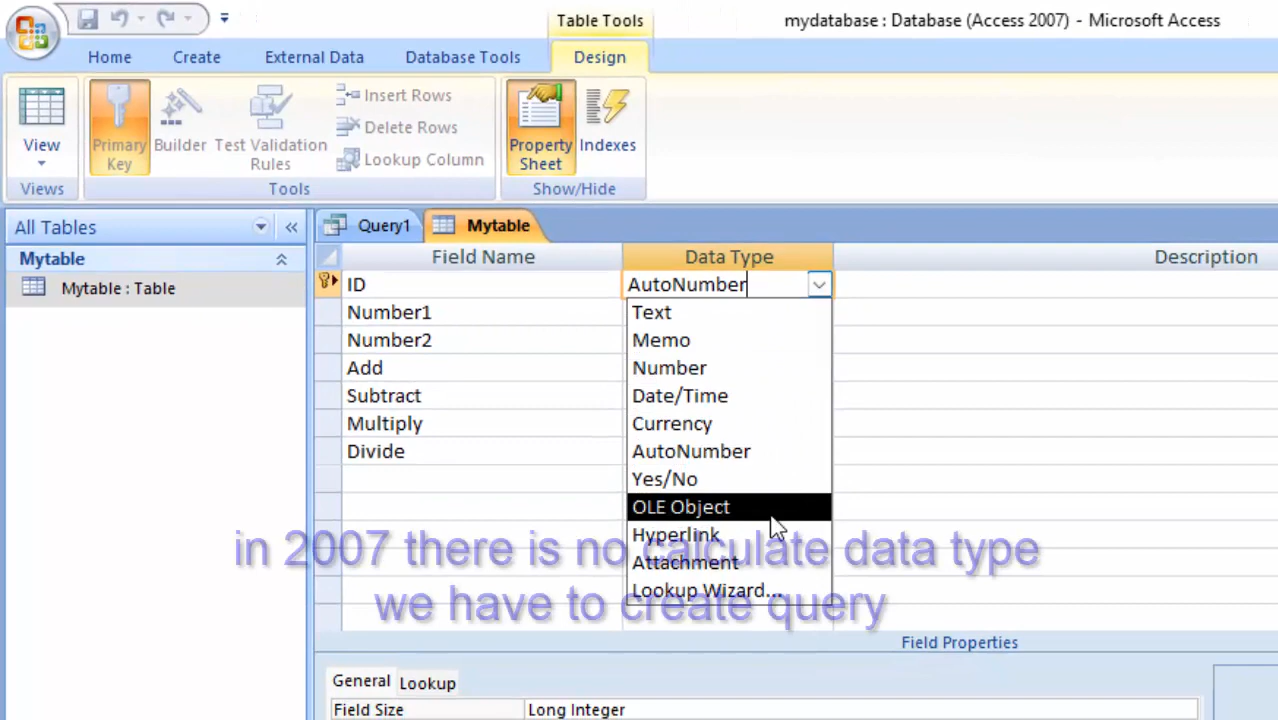 Table Tools
mydatabase : Database (Access 2007) - Microsoft Access
Home Create External Data Database Tools Design
View
Primary Key
Builder
Test Validation Rules
Insert Rows
Delete Rows
Lookup Column
Property Sheet
Indexes
Views Tools Show/Hide
All Tables «
Query1 Mytable
Mytable
Mytable : Table
Field Name Data Type Description
ID AutoNumber
Number1 Text
Number2 Memo
Add Number
Subtract Date/Time
Multiply Currency
Divide AutoNumber
Yes/No
OLE Object
Hyperlink
Attachment
Lookup Wizard...
in 2007 there is no calculate data type
we have to create query
Field Properties
General Lookup
Field Size Long Integer